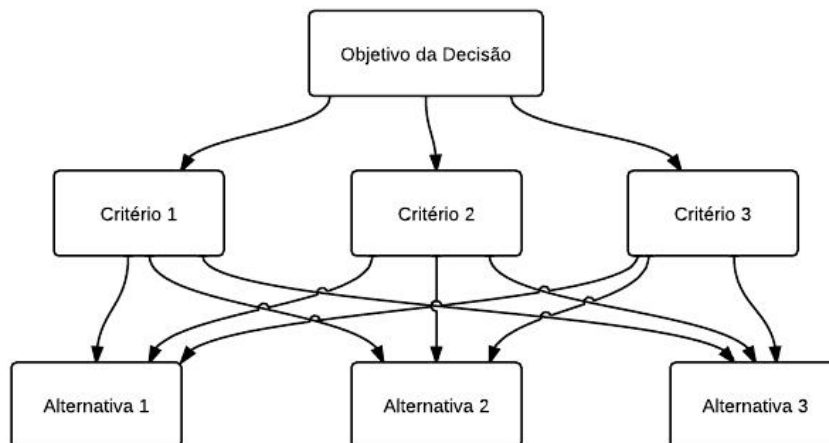 Objetivo da Decisão
Critério 1
Critério 2
Critério 3
Alternativa 1
Alternativa 2
Alternativa 3